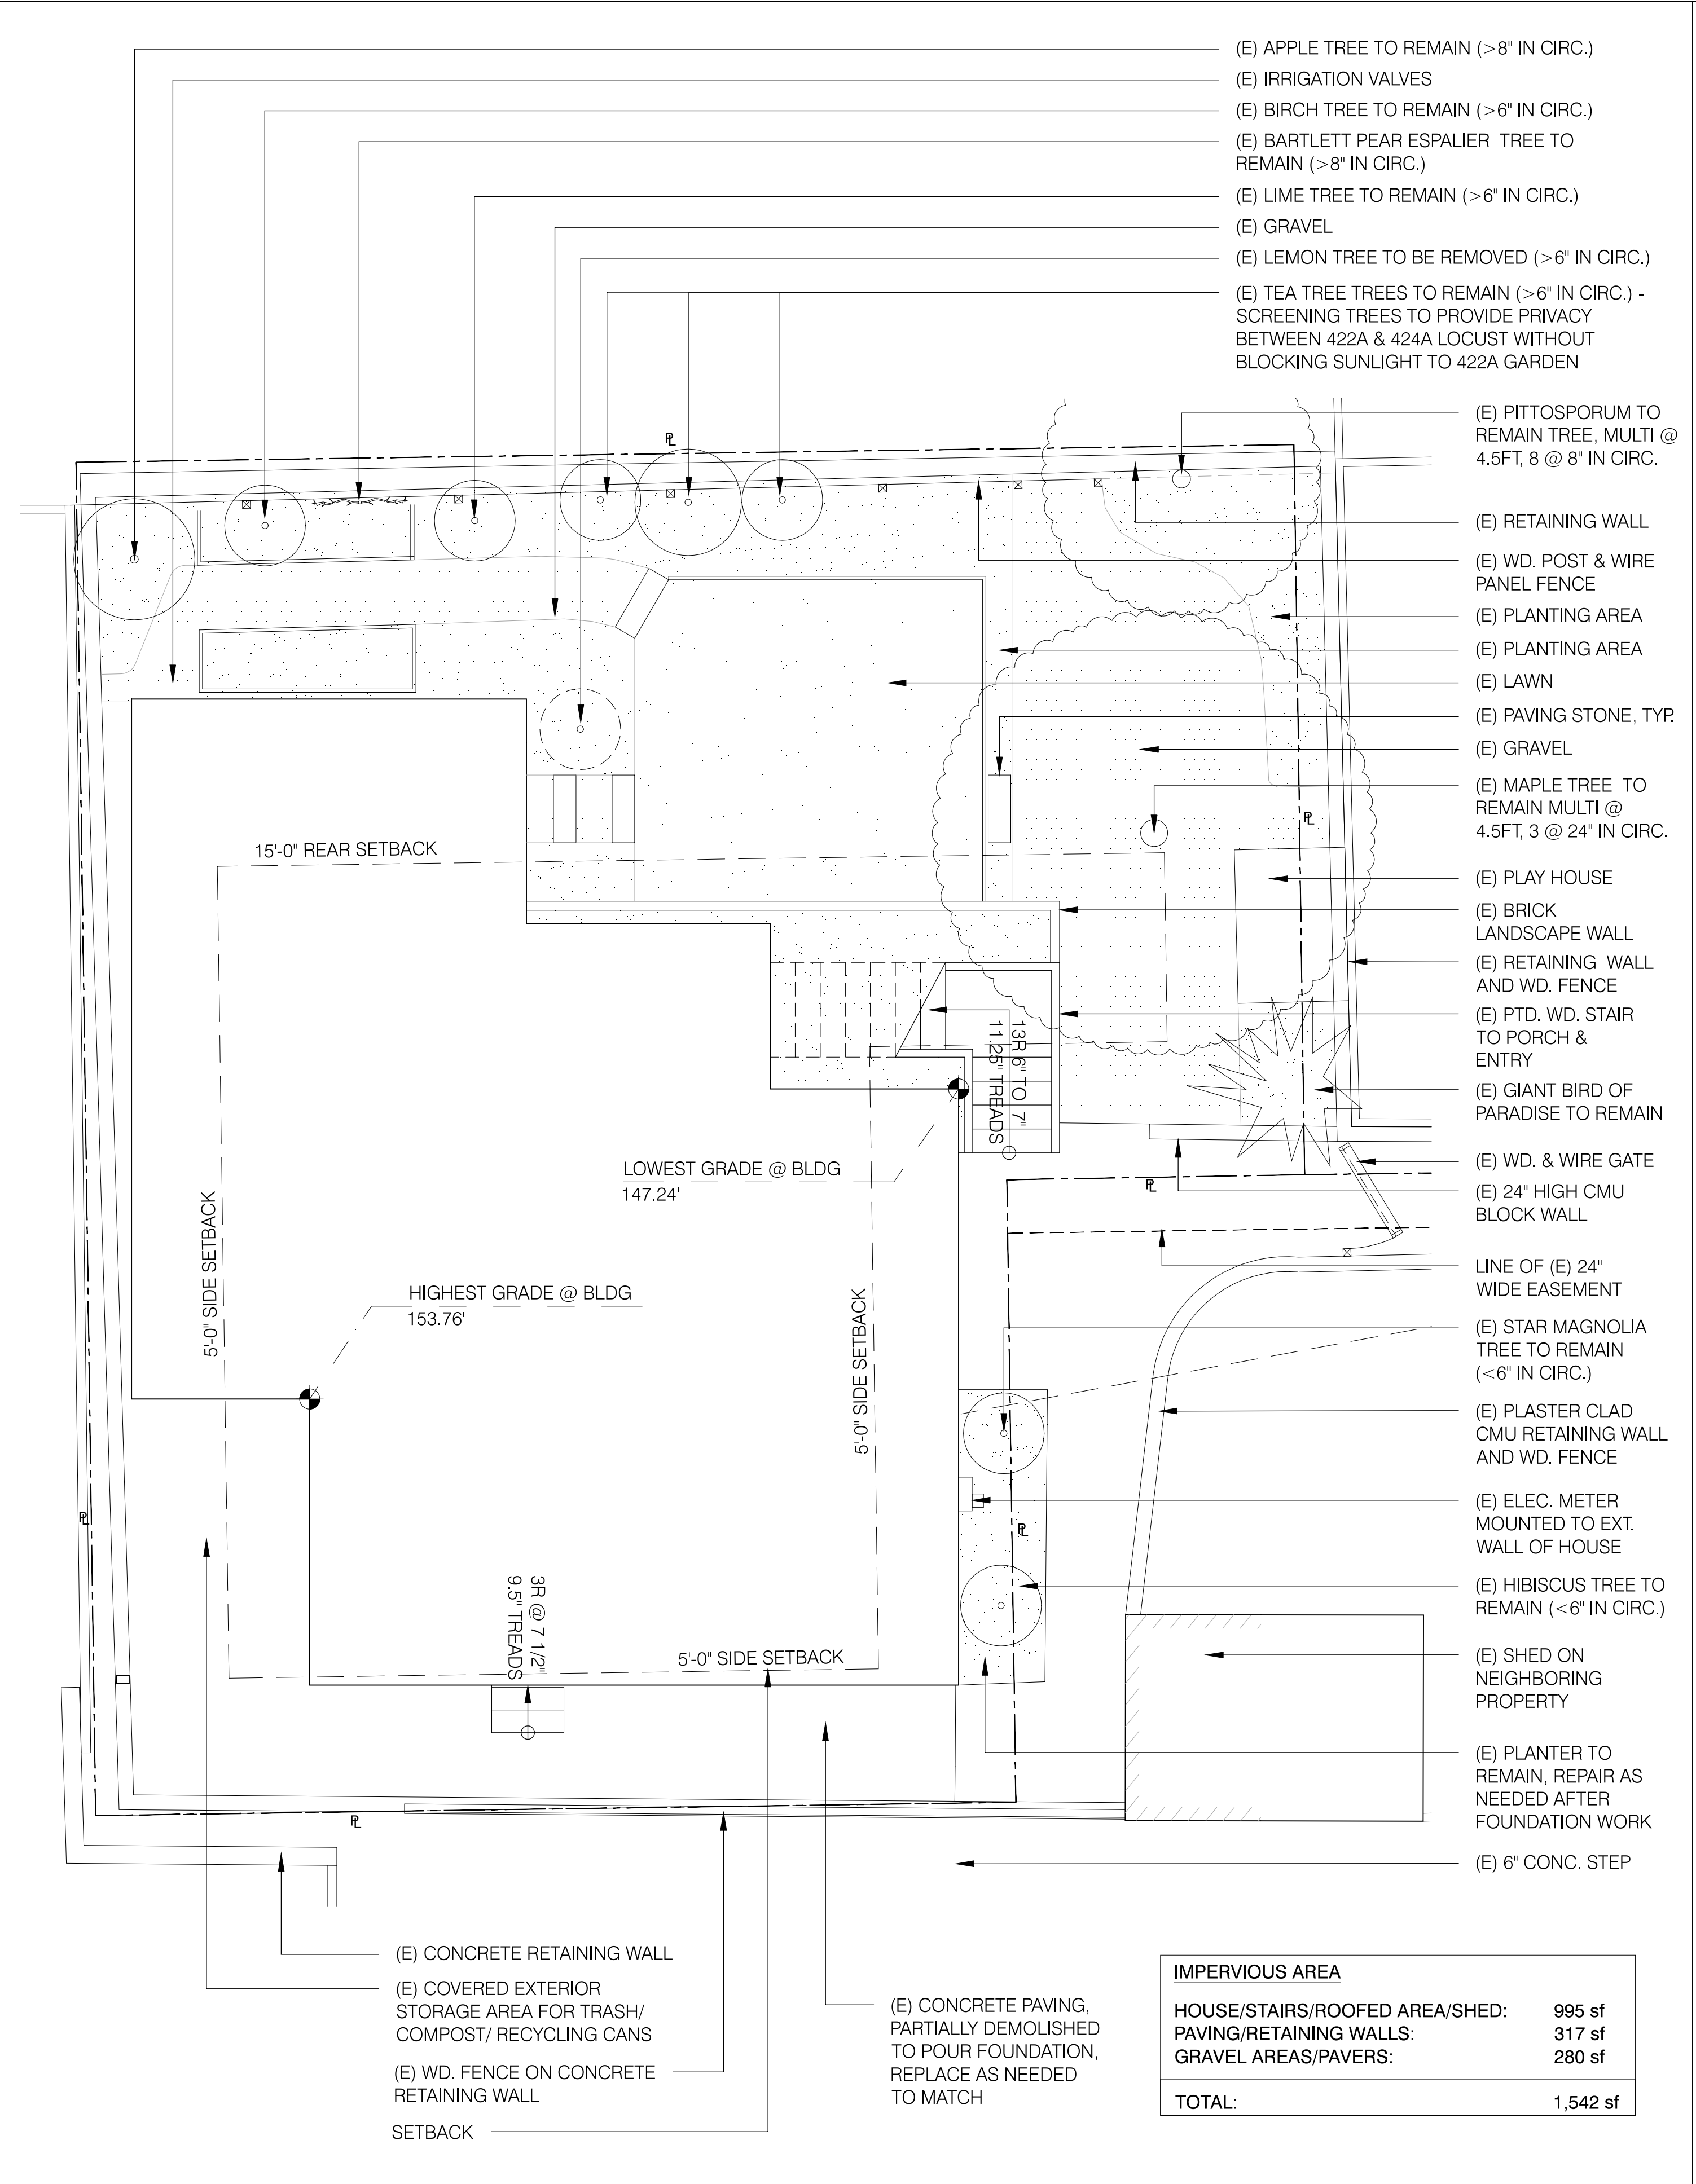 (E) APPLE TREE TO REMAIN (>8" IN CIRC.)
(E) IRRIGATION VALVES
(E) BIRCH TREE TO REMAIN (>6" IN CIRC.)
(E) BARTLETT PEAR ESPALIER TREE TO
REMAIN (>8" IN CIRC.)
(E) LIME TREE TO REMAIN (>6" IN CIRC.)
(E) GRAVEL
(E) LEMON TREE TO BE REMOVED (>6" IN CIRC.)
(E) TEA TREE TREES TO REMAIN (>6" IN CIRC.) -
SCREENING TREES TO PROVIDE PRIVACY
BETWEEN 422A & 424A LOCUST WITHOUT
BLOCKING SUNLIGHT TO 422A GARDEN
(E) PITTOSPORUM TO
REMAIN TREE, MULTI @
4.5FT, 8 @ 8" IN CIRC.
(E) RETAINING WALL
(E) WD. POST & WIRE
PANEL FENCE
(E) PLANTING AREA
(E) PLANTING AREA
(E) LAWN
(E) PAVING STONE, TYP.
(E) GRAVEL
(E) MAPLE TREE TO
REMAIN MULTI @
4.5FT, 3 @ 24" IN CIRC.
(E) PLAY HOUSE
(E) BRICK
LANDSCAPE WALL
(E) RETAINING WALL
AND WD. FENCE
(E) PTD. WD. STAIR
TO PORCH &
ENTRY
(E) GIANT BIRD OF
PARADISE TO REMAIN
(E) WD. & WIRE GATE
(E) 24" HIGH CMU
BLOCK WALL
LINE OF (E) 24"
WIDE EASEMENT
(E) STAR MAGNOLIA
TREE TO REMAIN
(<6" IN CIRC.)
(E) PLASTER CLAD
CMU RETAINING WALL
AND WD. FENCE
(E) ELEC. METER
MOUNTED TO EXT.
WALL OF HOUSE
(E) HIBISCUS TREE TO
REMAIN (<6" IN CIRC.)
(E) SHED ON
NEIGHBORING
PROPERTY
(E) PLANTER TO
REMAIN, REPAIR AS
NEEDED AFTER
FOUNDATION WORK
(E) 6" CONC. STEP
PL
PL
PL
PL
PL
PL
15'-0" REAR SETBACK
13R 6" TO 7"
11.25" TREADS
LOWEST GRADE @ BLDG
147.24'
5'-0" SIDE SETBACK
HIGHEST GRADE @ BLDG
153.76'
5'-0" SIDE SETBACK
3R @ 7 1/2"
9.5" TREADS
5'-0" SIDE SETBACK
(E) CONCRETE RETAINING WALL
(E) COVERED EXTERIOR
STORAGE AREA FOR TRASH/
COMPOST/ RECYCLING CANS
(E) WD. FENCE ON CONCRETE
RETAINING WALL
SETBACK
(E) CONCRETE PAVING,
PARTIALLY DEMOLISHED
TO POUR FOUNDATION,
REPLACE AS NEEDED
TO MATCH
IMPERVIOUS AREA
HOUSE/STAIRS/ROOFED AREA/SHED: 995 sf
PAVING/RETAINING WALLS: 317 sf
GRAVEL AREAS/PAVERS: 280 sf
TOTAL: 1,542 sf